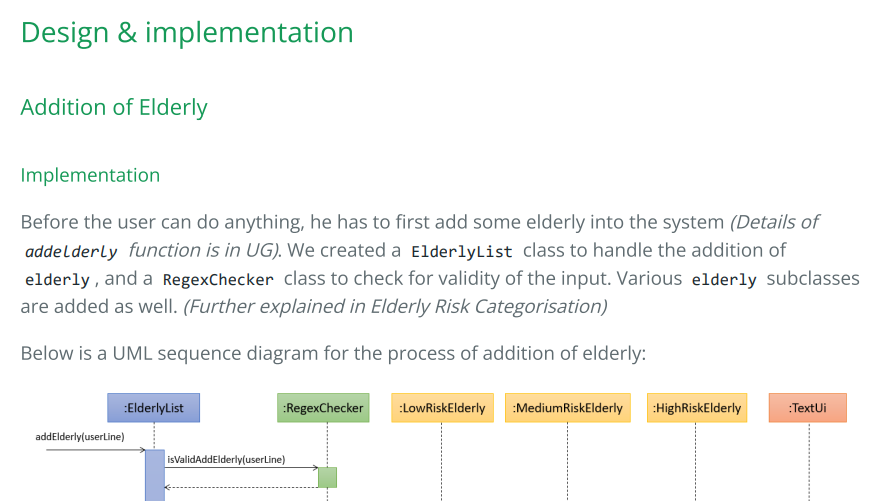 Design & implementation
Addition of Elderly
Implementation
Before the user can do anything, he has to first add some elderly into the system (Details of
addelderly function is in UG). We created a ElderlyList class to handle the addition of
elderly , and a RegexChecker class to check for validity of the input. Various elderly subclasses
are added as well. (Further explained in Elderly Risk Categorisation)
Below is a UML sequence diagram for the process of addition of elderly:
:ElderlyList :RegexChecker :LowRiskElderly :MediumRiskElderly :HighRiskElderly :TextUi
addElderly(userLine)
isValidAddElderly(userLine)